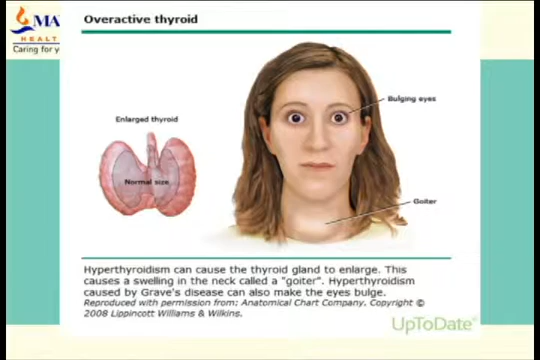 MA
HEALT
Caring for y
Overactive thyroid
Bulging eyes
Enlarged thyroid
Normal size
Goiter
Hyperthyroidism can cause the thyroid gland to enlarge. This
causes a swelling in the neck called a "goiter". Hyperthyroidism
caused by Grave's disease can also make the eyes bulge.
Reproduced with permission from: Anatomical Chart Company. Copyright ©
2008 Lippincott Williams & Wilkins.
UpToDate®